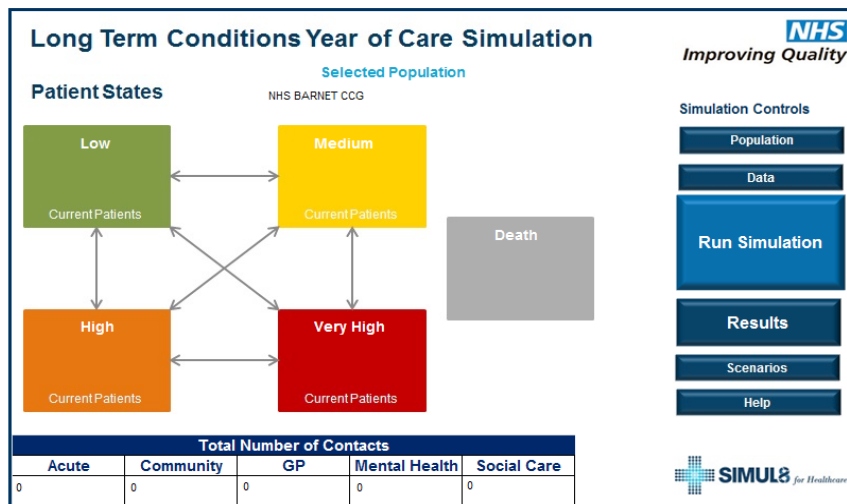 Long Term Conditions Year of Care Simulation
NHS
Improving Quality
Selected Population
Patient States
NHS BARNET CCG
Low
Current Patients
Medium
Current Patients
Death
High
Current Patients
Very High
Current Patients
Simulation Controls
Population
Data
Run Simulation
Results
Scenarios
Help
Total Number of Contacts
Acute Community GP Mental Health Social Care
0 0 0 0 0
SIMUL8 for Healthcare